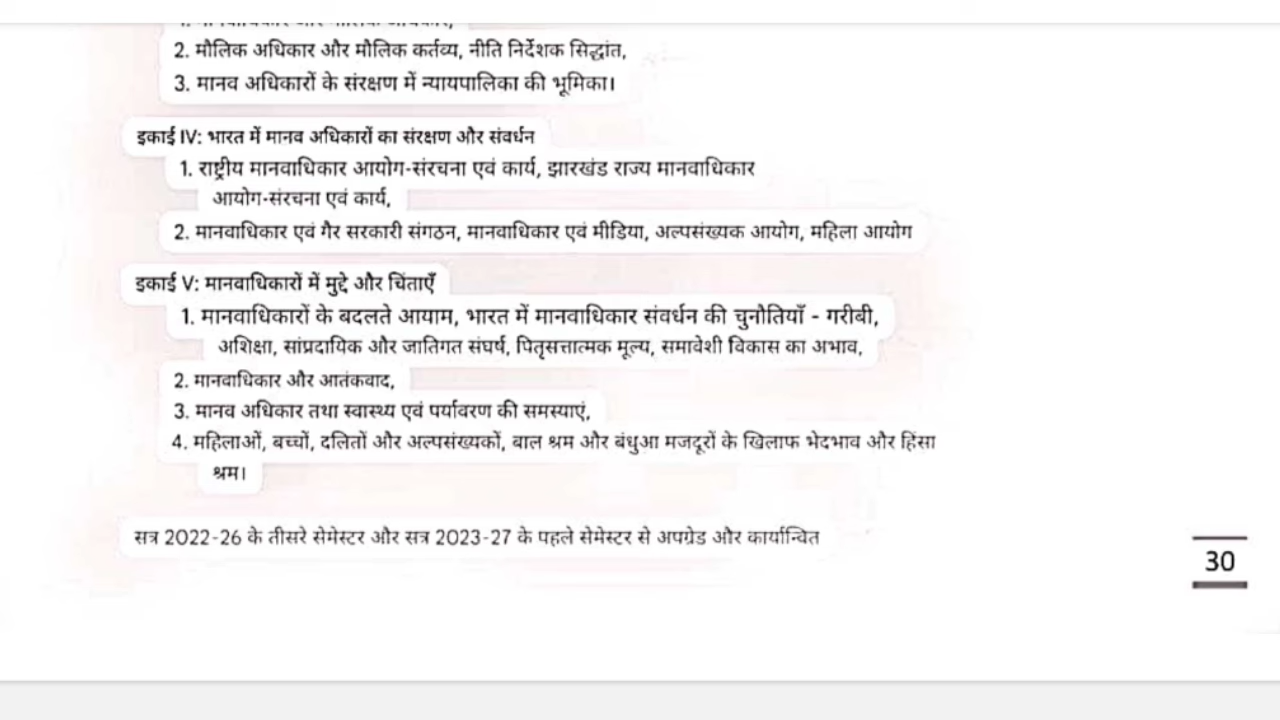 2. मौलिक अधिकार और मौलिक कर्तव्य, नीति निर्देशक सिद्धांत,
3. मानव अधिकारों के संरक्षण में न्यायपालिका की भूमिका।
इकाई IV: भारत में मानव अधिकारों का संरक्षण और संवर्धन
1. राष्ट्रीय मानवाधिकार आयोग-संरचना एवं कार्य, झारखंड राज्य मानवाधिकार
आयोग-संरचना एवं कार्य,
2. मानवाधिकार एवं गैर सरकारी संगठन, मानवाधिकार एवं मीडिया, अल्पसंख्यक आयोग, महिला आयोग
इकाई V: मानवाधिकारों में मुद्दे और चिंताएँ
1. मानवाधिकारों के बदलते आयाम, भारत में मानवाधिकार संवर्धन की चुनौतियाँ - गरीबी,
अशिक्षा, सांप्रदायिक और जातिगत संघर्ष, पितृसत्तात्मक मूल्य, समावेशी विकास का अभाव,
2. मानवाधिकार और आतंकवाद,
3. मानव अधिकार तथा स्वास्थ्य एवं पर्यावरण की समस्याएं,
4. महिलाओं, बच्चों, दलितों और अल्पसंख्यकों, बाल श्रम और बंधुआ मजदूरों के खिलाफ भेदभाव और हिंसा
श्रम।
सत्र 2022-26 के तीसरे सेमेस्टर और सत्र 2023-27 के पहले सेमेस्टर से अपग्रेड और कार्यान्वित
30